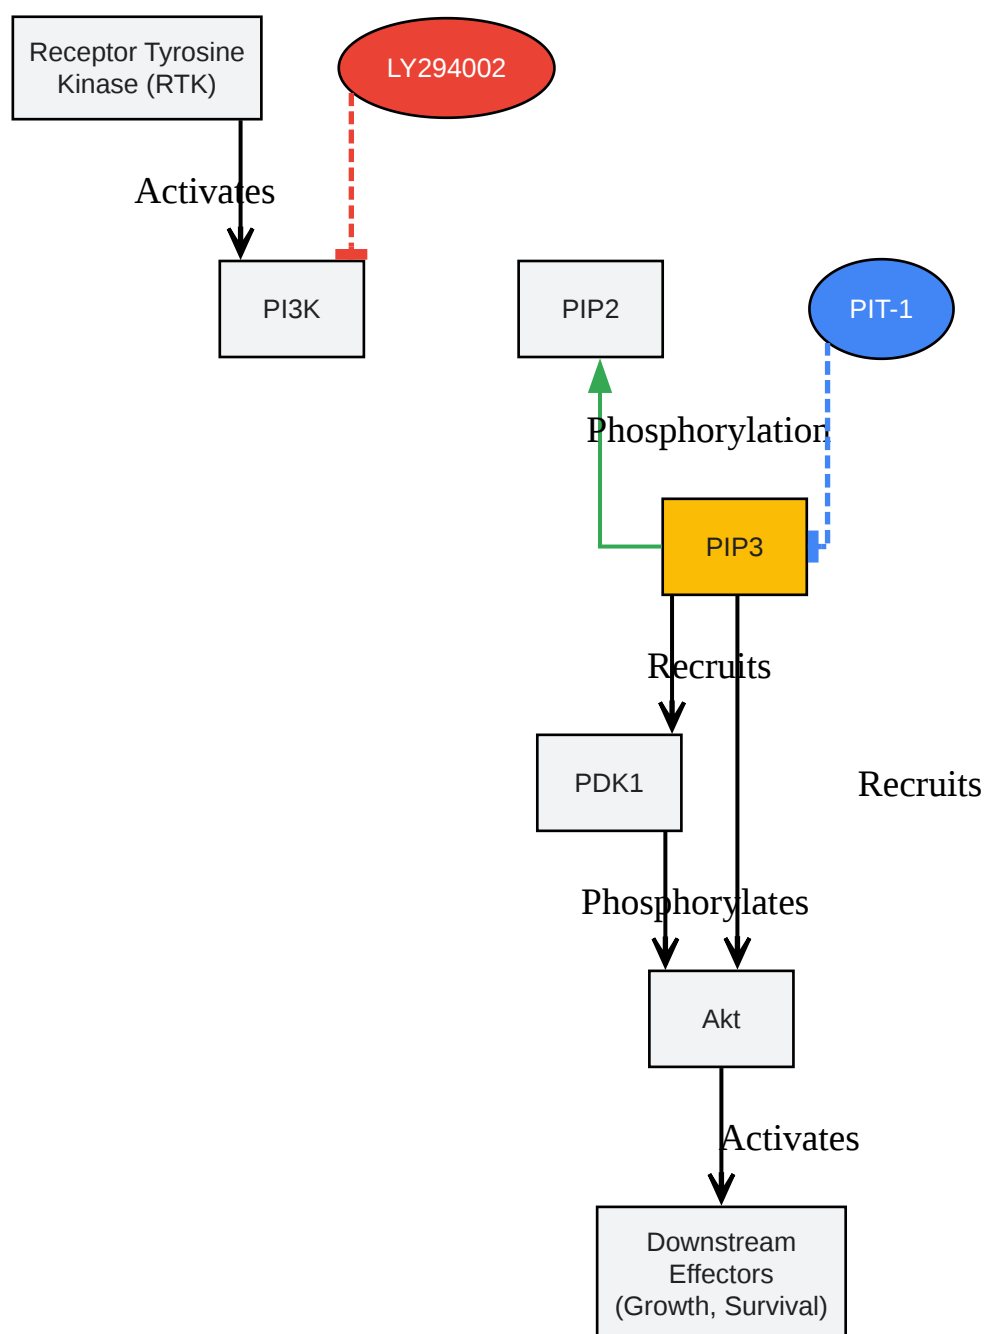 Receptor Tyrosine
Kinase (RTK)
LY294002
Activates
PI3K
PIP2
PIT-1
Phosphorylation
PIP3
Recruits
PDK1
Recruits
Phosphorylates
Akt
Activates
Downstream
Effectors
(Growth, Survival)